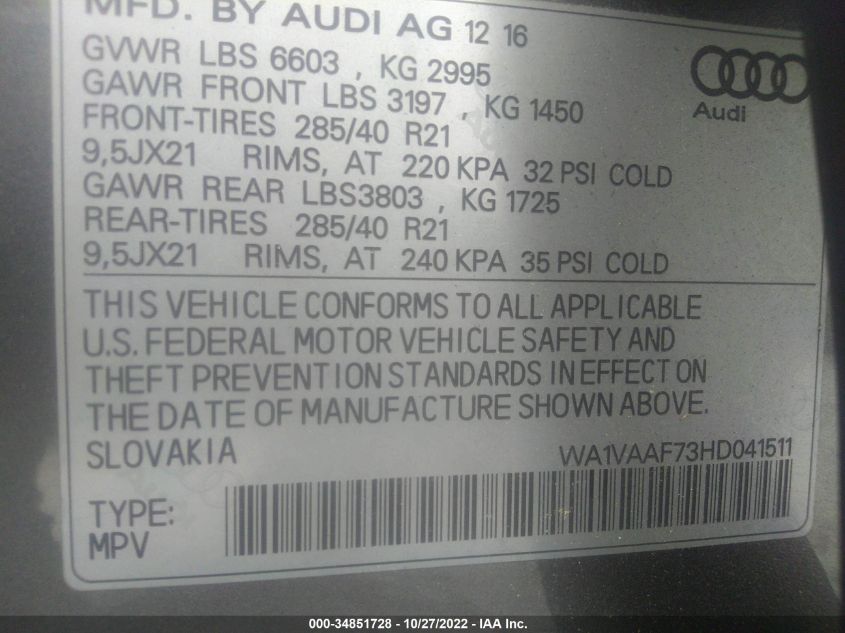 MFD. BY AUDI AG 12 16
GVWR LBS 6603 , KG 2995
GAWR FRONT LBS 3197 , KG 1450
FRONT-TIRES 285/40 R21
9,5JX21 RIMS, AT 220 KPA 32 PSI COLD
GAWR REAR LBS3803 , KG 1725
REAR-TIRES 285/40 R21
9,5JX21 RIMS, AT 240 KPA 35 PSI COLD
Audi
THIS VEHICLE CONFORMS TO ALL APPLICABLE
U.S. FEDERAL MOTOR VEHICLE SAFETY AND
THEFT PREVENTION STANDARDS IN EFFECT ON
THE DATE OF MANUFACTURE SHOWN ABOVE.
SLOVAKIA WA1VAAF73HD041511
TYPE:
MPV
000-34851728 - 10/27/2022 - IAA Inc.